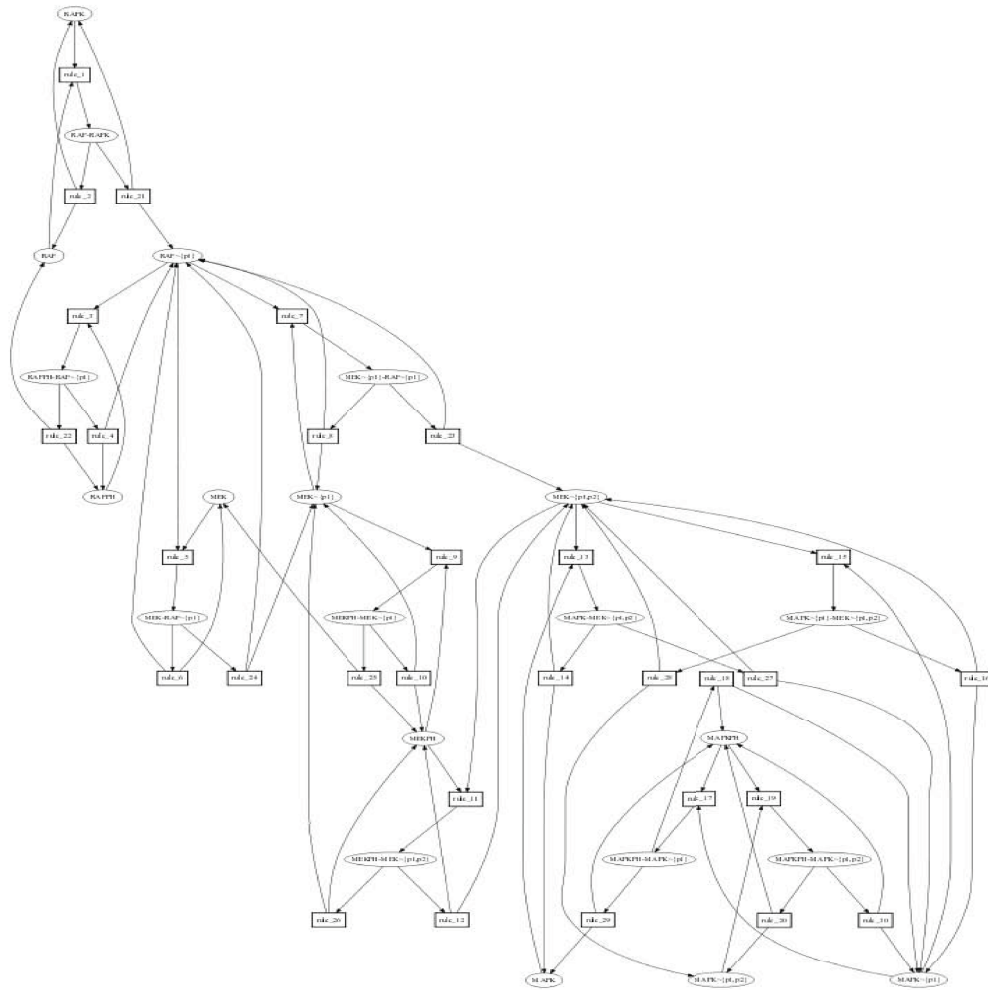 RAFK
rule_1
RAF-RAFK
rule_2
rule_21
RAF
RAF~{p1}
rule_3
rule_7
RAFPH-RAF~{p1}
MEK~{p1}-RAF~{p1}
rule_22
rule_4
rule_8
rule_23
RAFPH
MEK
MEK~{p1}
MEK~{p1,p2}
rule_5
rule_9
rule_13
rule_15
MEK-RAF~{p1}
MEKPH-MEK~{p1}
MAPK-MEK~{p1,p2}
MAPK~{p1}-MEK~{p1,p2}
rule_6
rule_24
rule_25
rule_10
rule_14
rule_28
rule_18
rule_27
rule_16
MEKPH
MAPKPH
rule_11
rule_17
rule_19
MEKPH-MEK~{p1,p2}
MAPKPH-MAPK~{p1}
MAPKPH-MAPK~{p1,p2}
rule_26
rule_12
rule_29
rule_20
rule_30
MAPK
MAPK~{p1,p2}
MAPK~{p1}